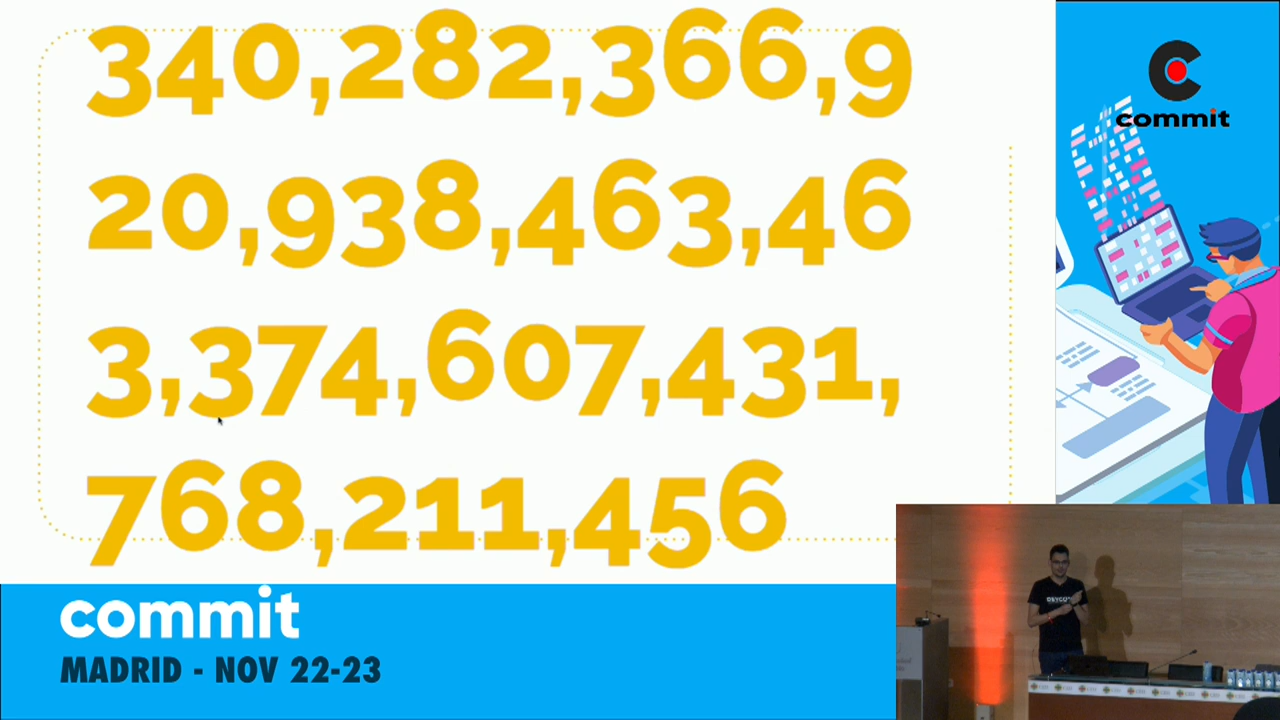 340,282,366,9
20,938,463,46
3,374,607,431,
768,211,456
commit
commit
MADRID - NOV 22-23